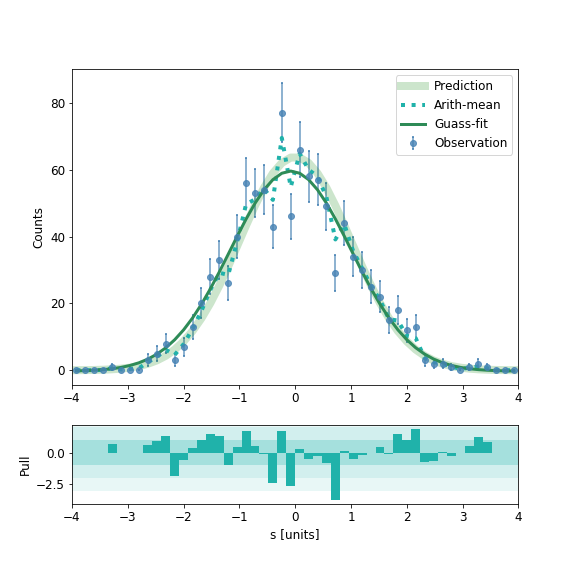 Prediction
Arith-mean
Guass-fit
Observation
Counts
80
60
40
20
0
−4 −3 −2 −1 0 1 2 3 4
Pull
0.0
−2.5
−4 −3 −2 −1 0 1 2 3 4
s [units]